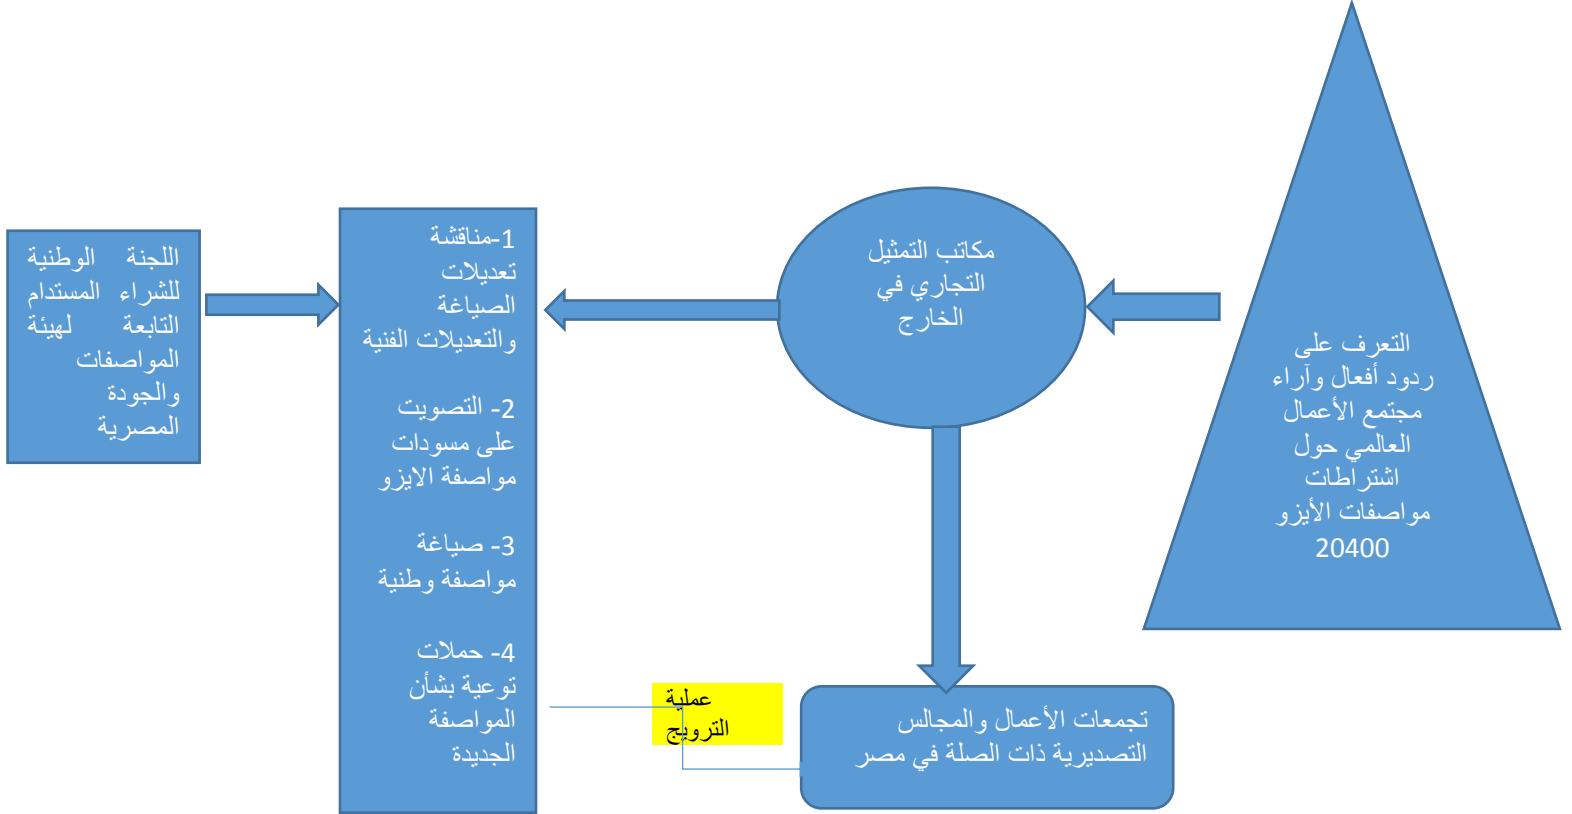 التعرف على
ردود أفعال وآراء
مجتمع الأعمال
العالمي حول
اشتراطات
مواصفات الأيزو
20400
مكاتب التمثيل
التجاري في
الخارج
1-مناقشة
تعديلات
الصياغة
والتعديلات الفنية
2- التصويت
على مسودات
مواصفة الايزو
3- صياغة
مواصفة وطنية
4- حملات
توعية بشأن
المواصفة
الجديدة
اللجنة الوطنية
للشراء المستدام
التابعة لهيئة
المواصفات
والجودة
المصرية
عملية
الترويج
تجمعات الأعمال والمجالس
التصديرية ذات الصلة في مصر